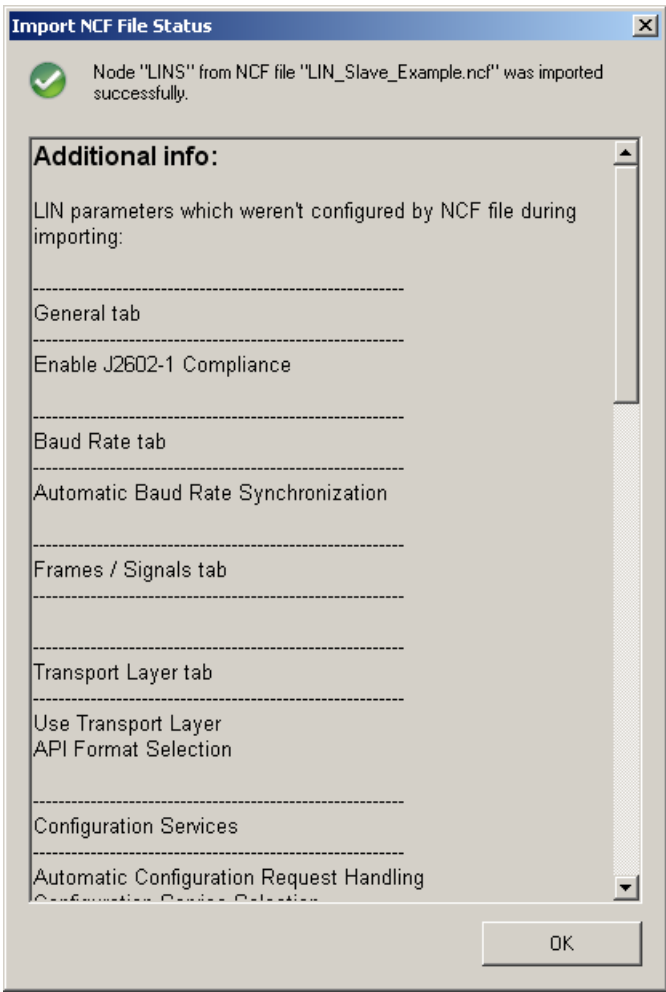 Import NCF File Status
Node "LINS" from NCF file "LIN_Slave_Example.ncf" was imported
successfully.
Additional info:
LIN parameters which weren't configured by NCF file during
importing:
--------------------------------------------------------
General tab
--------------------------------------------------------
Enable J2602-1 Compliance
--------------------------------------------------------
Baud Rate tab
--------------------------------------------------------
Automatic Baud Rate Synchronization
--------------------------------------------------------
Frames / Signals tab
--------------------------------------------------------
--------------------------------------------------------
Transport Layer tab
--------------------------------------------------------
Use Transport Layer
API Format Selection
--------------------------------------------------------
Configuration Services
--------------------------------------------------------
Automatic Configuration Request Handling
Configuration Service Selection
OK